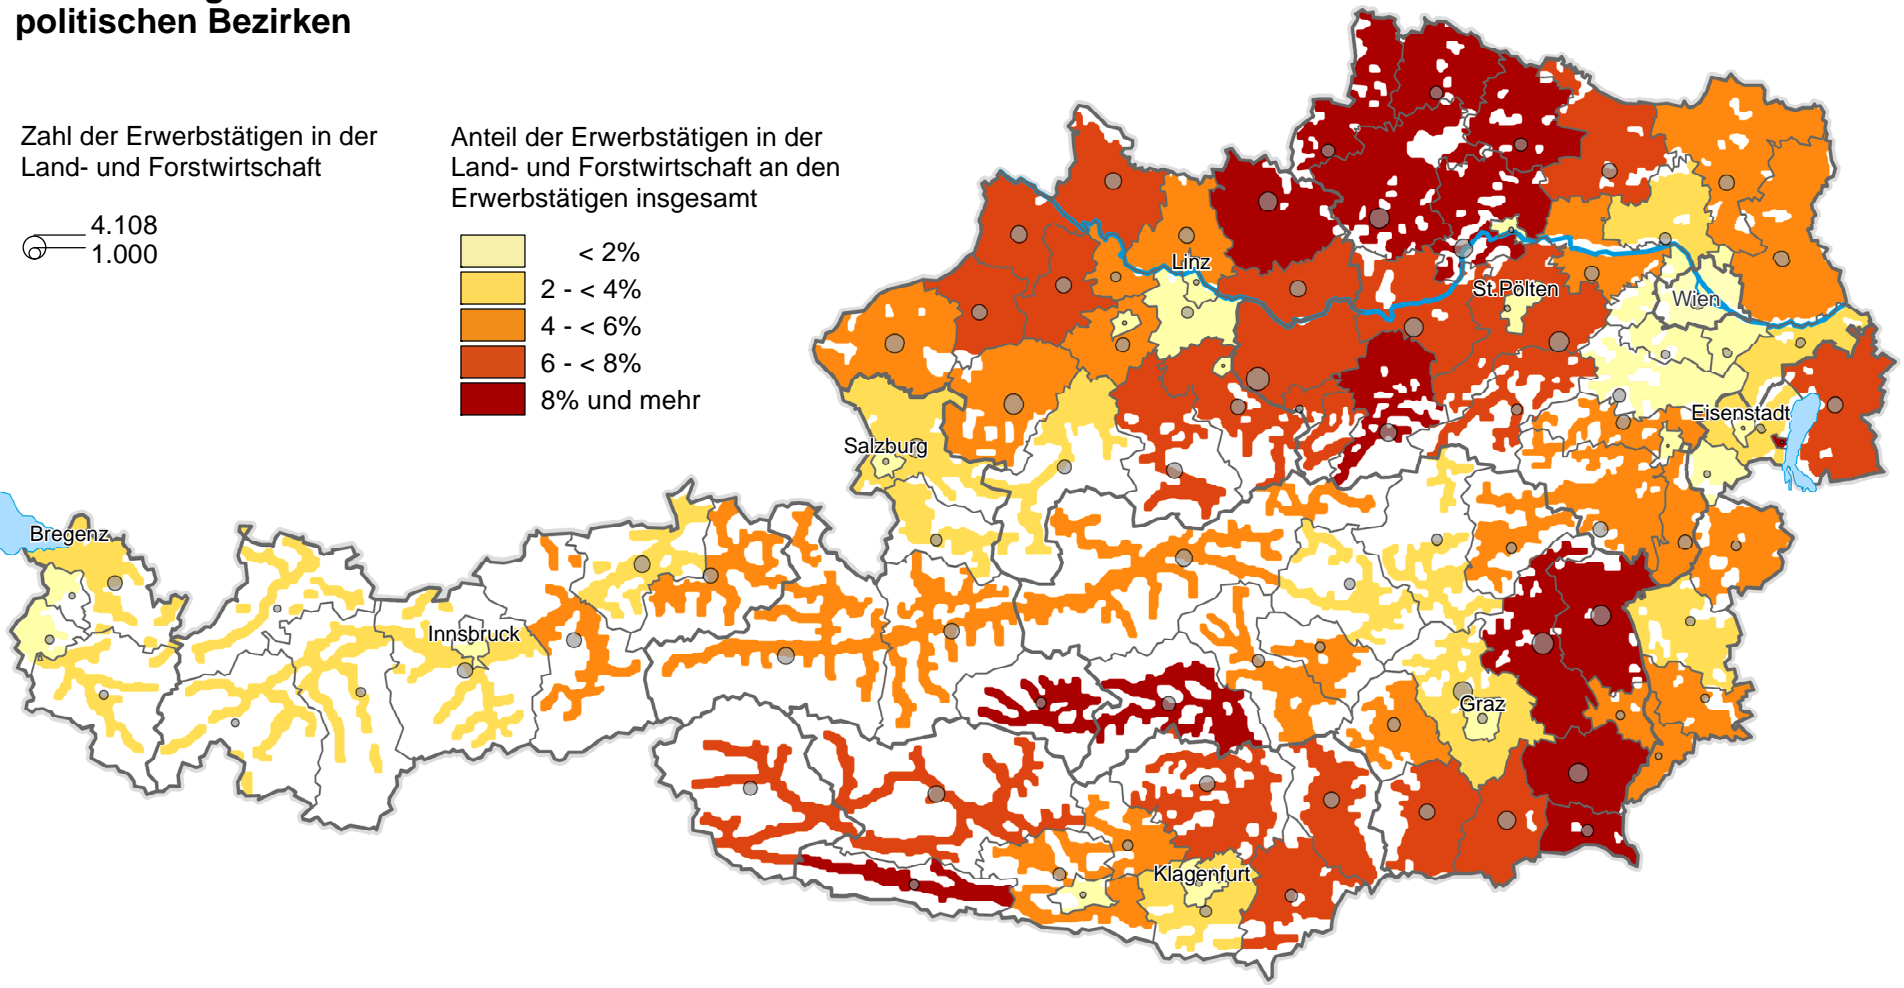 politischen Bezirken
Zahl der Erwerbstätigen in der
Land- und Forstwirtschaft
4.108
1.000
Anteil der Erwerbstätigen in der
Land- und Forstwirtschaft an den
Erwerbstätigen insgesamt
< 2%
2 - < 4%
4 - < 6%
6 - < 8%
8% und mehr
Linz
St.Pölten
Wien
Eisenstadt
Salzburg
Bregenz
Innsbruck
Graz
Klagenfurt